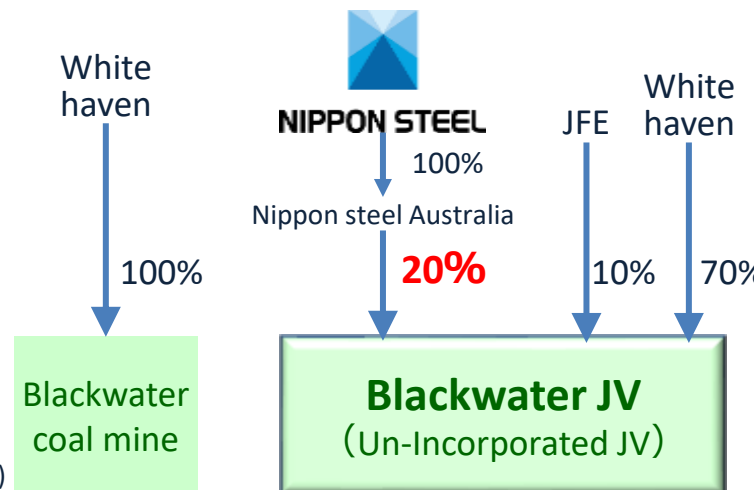 White
haven
100%
Blackwater
coal mine
)
NIPPON STEEL
100%
Nippon steel Australia
20%
JFE
10%
White
haven
70%
Blackwater JV
（Un-Incorporated JV）